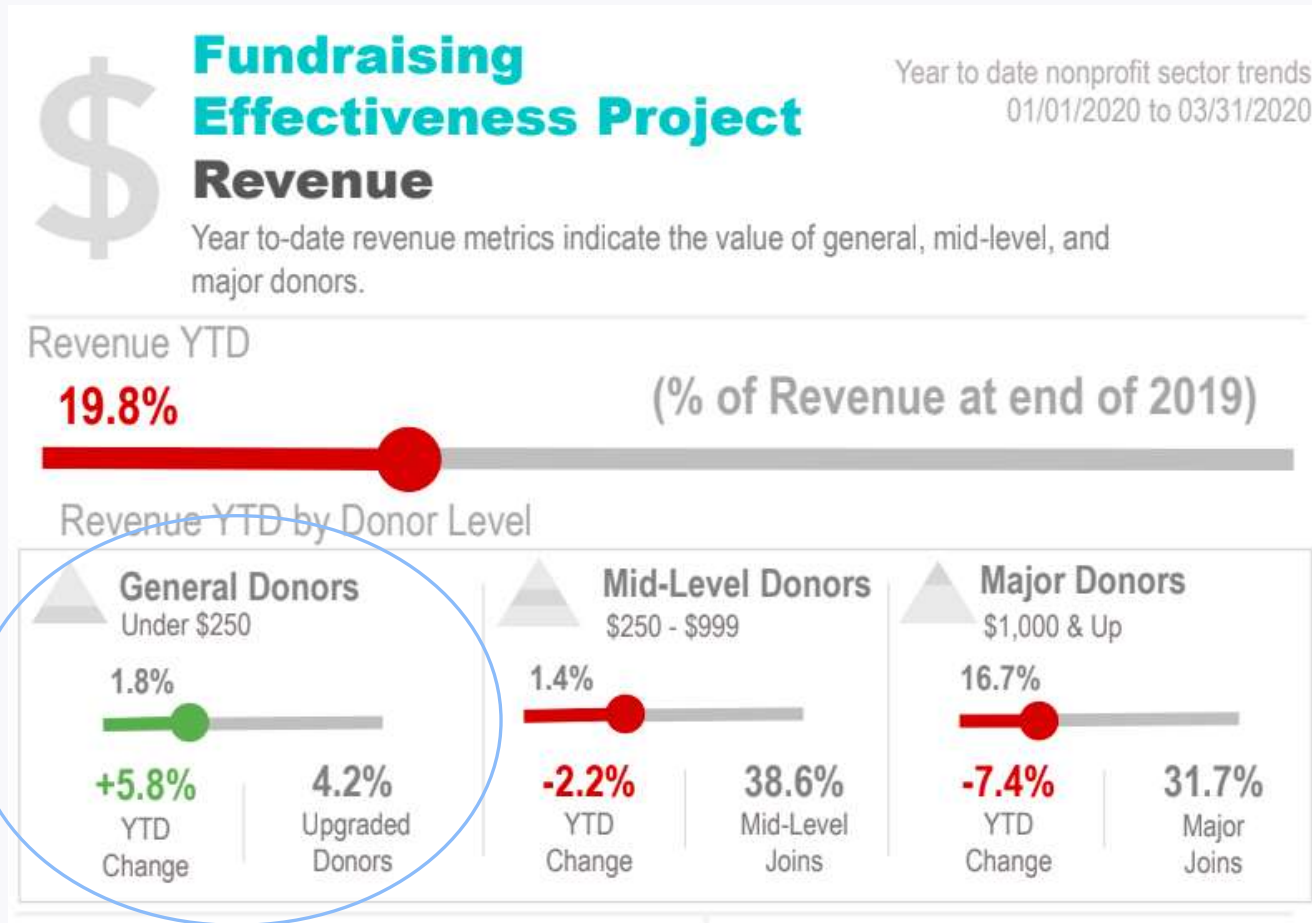 $
Fundraising
Effectiveness Project
Revenue
Year to date nonprofit sector trends
01/01/2020 to 03/31/2020
Year to-date revenue metrics indicate the value of general, mid-level, and
major donors.
Revenue YTD
19.8%
(% of Revenue at end of 2019)
Revenue YTD by Donor Level
General Donors
Under $250
1.8%
+5.8%
YTD
Change
4.2%
Upgraded
Donors
Mid-Level Donors
$250 - $999
1.4%
-2.2%
YTD
Change
38.6%
Mid-Level
Joins
Major Donors
$1,000 & Up
16.7%
-7.4%
YTD
Change
31.7%
Major
Joins